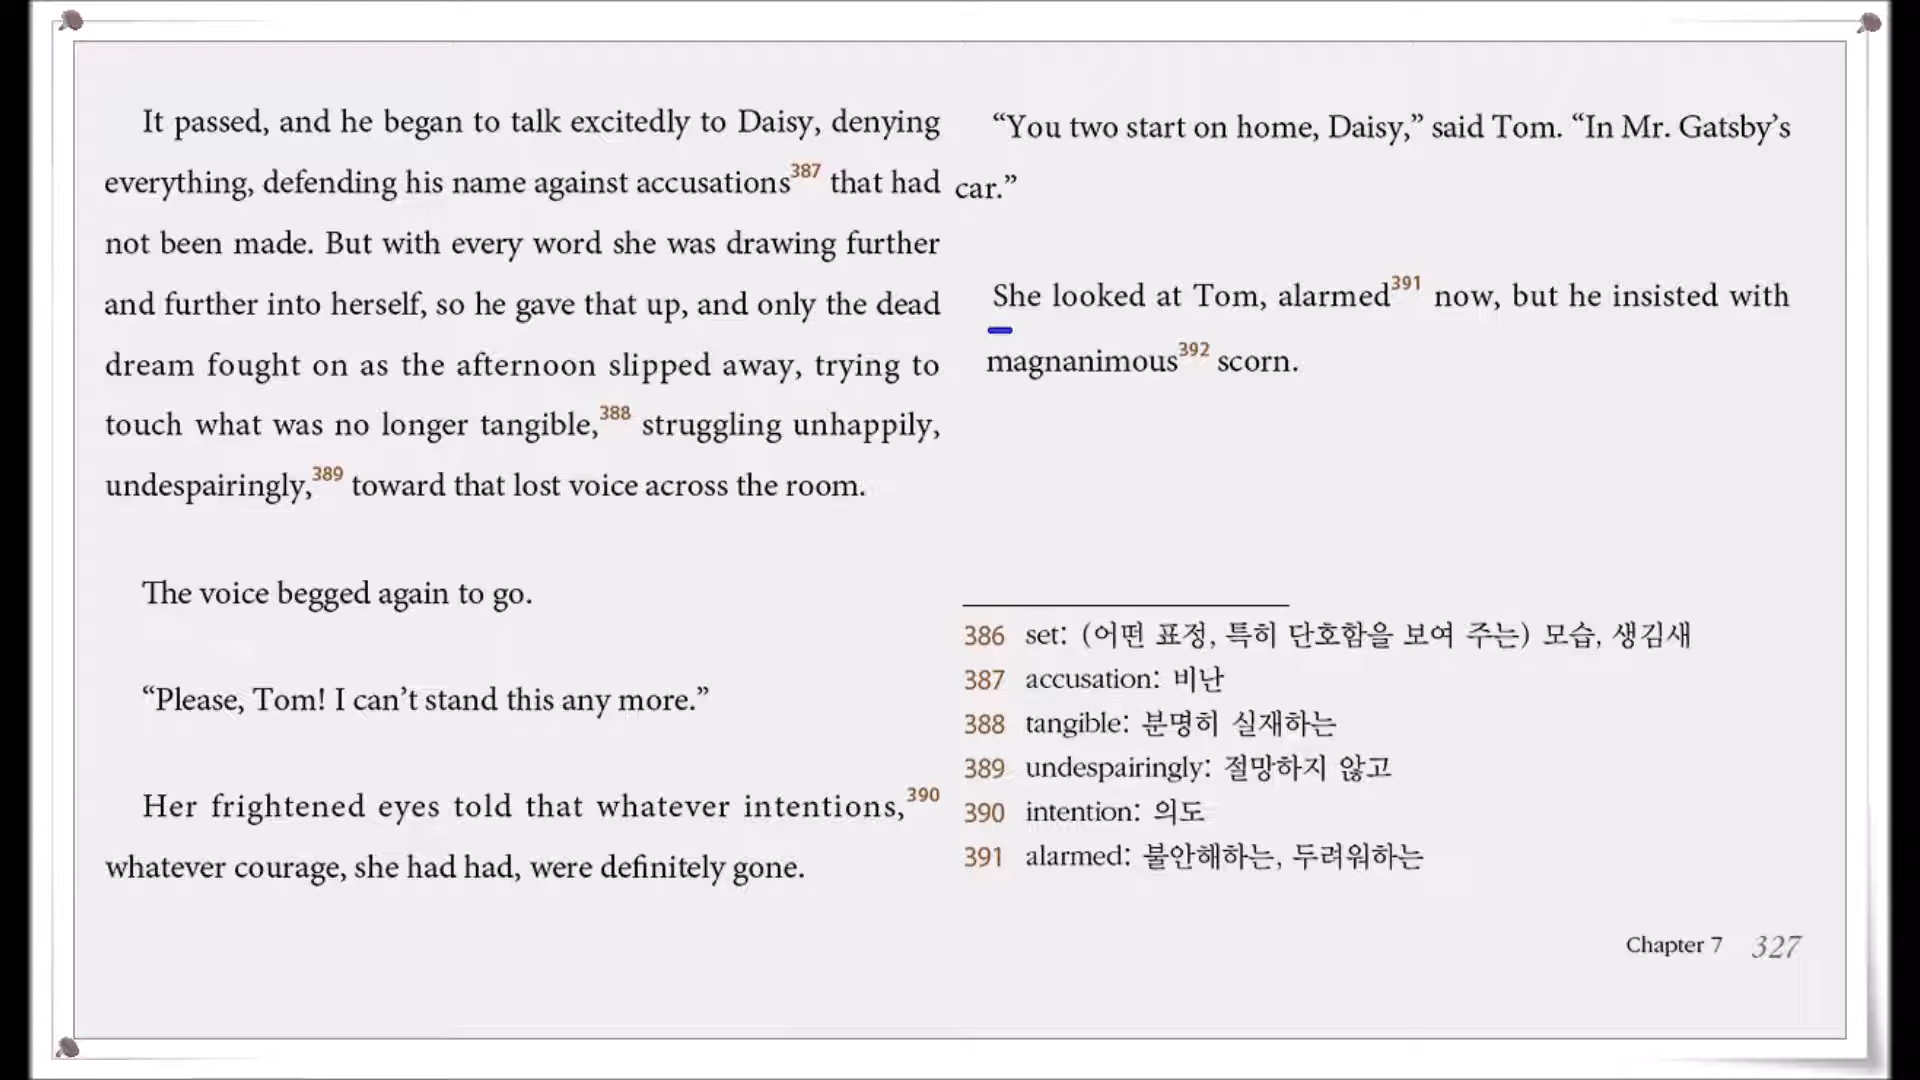 It passed, and he began to talk excitedly to Daisy, denying
everything, defending his name against accusations387 that had
not been made. But with every word she was drawing further
and further into herself, so he gave that up, and only the dead
dream fought on as the afternoon slipped away, trying to
touch what was no longer tangible,388 struggling unhappily,
undespairingly,389 toward that lost voice across the room.
The voice begged again to go.
“Please, Tom! I can’t stand this any more.”
Her frightened eyes told that whatever intentions,390
whatever courage, she had had, were definitely gone.
“You two start on home, Daisy,” said Tom. “In Mr. Gatsby’s
car.”
She looked at Tom, alarmed391 now, but he insisted with
magnanimous392 scorn.
386 set: (어떤 표정, 특히 단호함을 보여 주는) 모습, 생김새
387 accusation: 비난
388 tangible: 분명히 실재하는
389 undespairingly: 절망하지 않고
390 intention: 의도
391 alarmed: 불안해하는, 두려워하는
Chapter 7 327